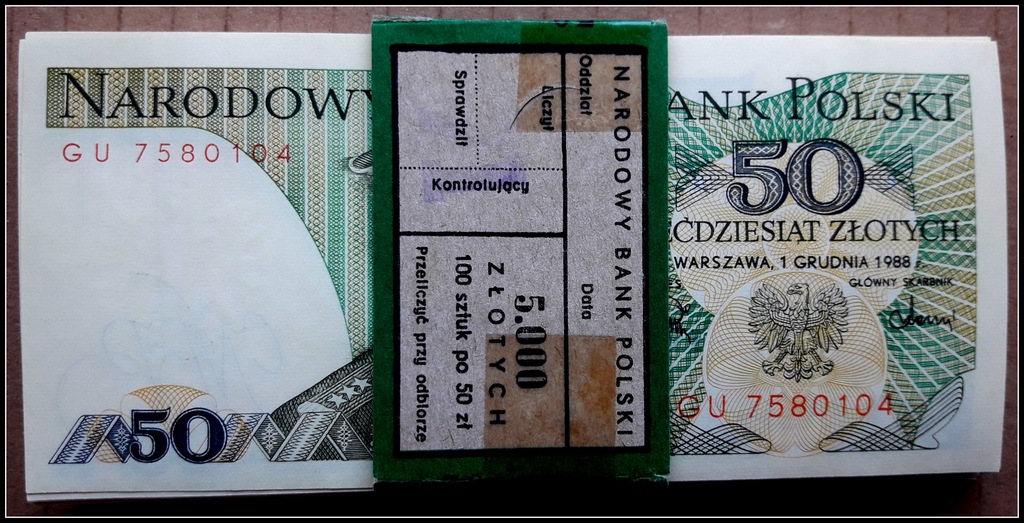 NARODOWY
ANK POLSKI
GU 7580104
50
ĘĆDZIESIĄT ZŁOTYCH
WARSZAWA, 1 GRUDNIA 1988
GŁÓWNY SKARBNIK
GU 7580104
50
NARODOWY BANK POLSKI
Oddział
Data
Liczył
Sprawdził
Kontrolujący
5.000
ZŁOTYCH
100 sztuk po 50 zł
Przeliczyć przy odbiorze